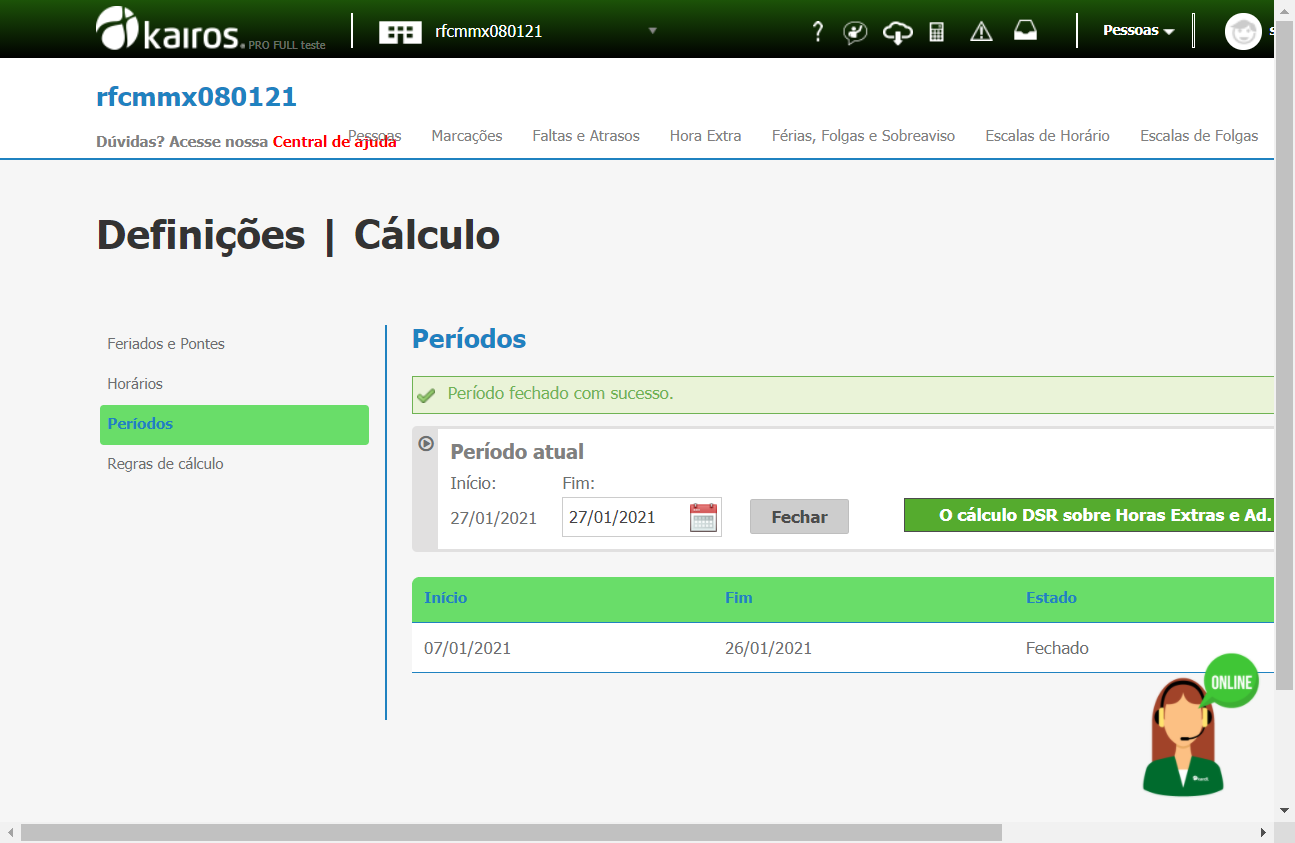 kairos. PRO FULL teste
rfcmmx080121
?
Pessoas
s
rfcmmx080121
Dúvidas? Acesse nossa Central de ajuda
Pessoas Marcações Faltas e Atrasos Hora Extra Férias, Folgas e Sobreaviso Escalas de Horário Escalas de Folgas
Definições | Cálculo
Feriados e Pontes
Horários
Períodos
Regras de cálculo
Períodos
Período fechado com sucesso.
Período atual
Início: Fim:
27/01/2021 27/01/2021 Fechar O cálculo DSR sobre Horas Extras e Ad.
Início Fim Estado
07/01/2021 26/01/2021 Fechado
ONLINE